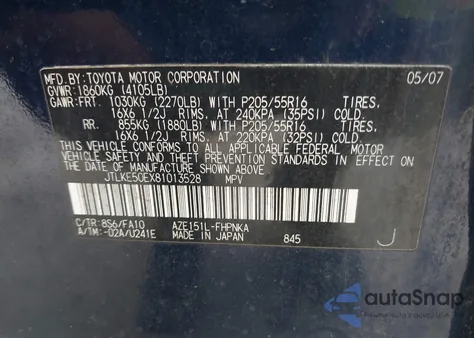 MFD.BY:TOYOTA MOTOR CORPORATION 05/07
GVWR:1860KG (4105LB)
GAWR:FRT. 1030KG (2270LB) WITH P205/55R16 TIRES,
16X6 1/2J RIMS, AT 240KPA (35PSI) COLD
RR. 855KG (1880LB) WITH P205/55R16 TIRES,
16X6 1/2J RIMS, AT 220KPA (32PSI) COLD
THIS VEHICLE CONFORMS TO ALL APPLICABLE
FEDERAL MOTOR VEHICLE SAFETY, BUMPER, AND
THEFT PREVENTION STANDARDS IN EFFECT ON
THE DATE OF MANUFACTURE SHOWN ABOVE.
JTLKE50EX81013528 MPV
C/TR:8S6/FA10 AZE151L-FHPNKA
A/TM:-02A/U241E MADE IN JAPAN 845 J
autoSnap